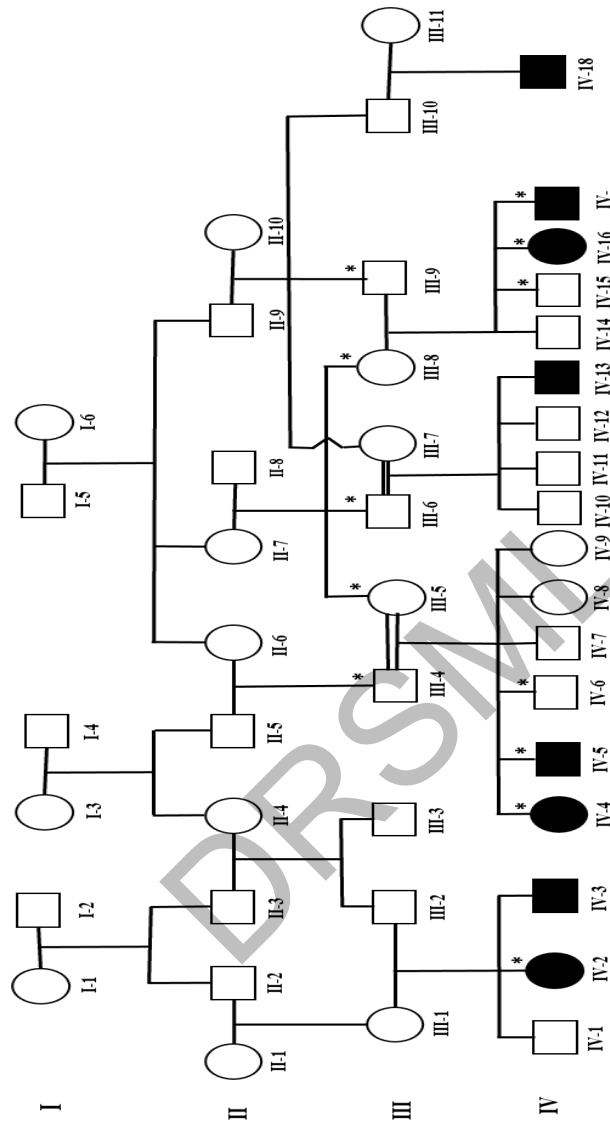 I
I-1 I-2 I-3 I-4 I-5 I-6
II
II-1 II-2 II-3 II-4 II-5 II-6 II-7 II-8 II-9 II-10
* * * * *
III
III-1 III-2 III-3 III-4 III-5 III-6 III-7 III-8 III-9 III-10 III-11
* * * * * * *
IV
IV-1 IV-2 IV-3 IV-4 IV-5 IV-6 IV-7 IV-8 IV-9 IV-10 IV-11 IV-12 IV-13 IV-14 IV-15 IV-16 IV- IV-18
DRSML